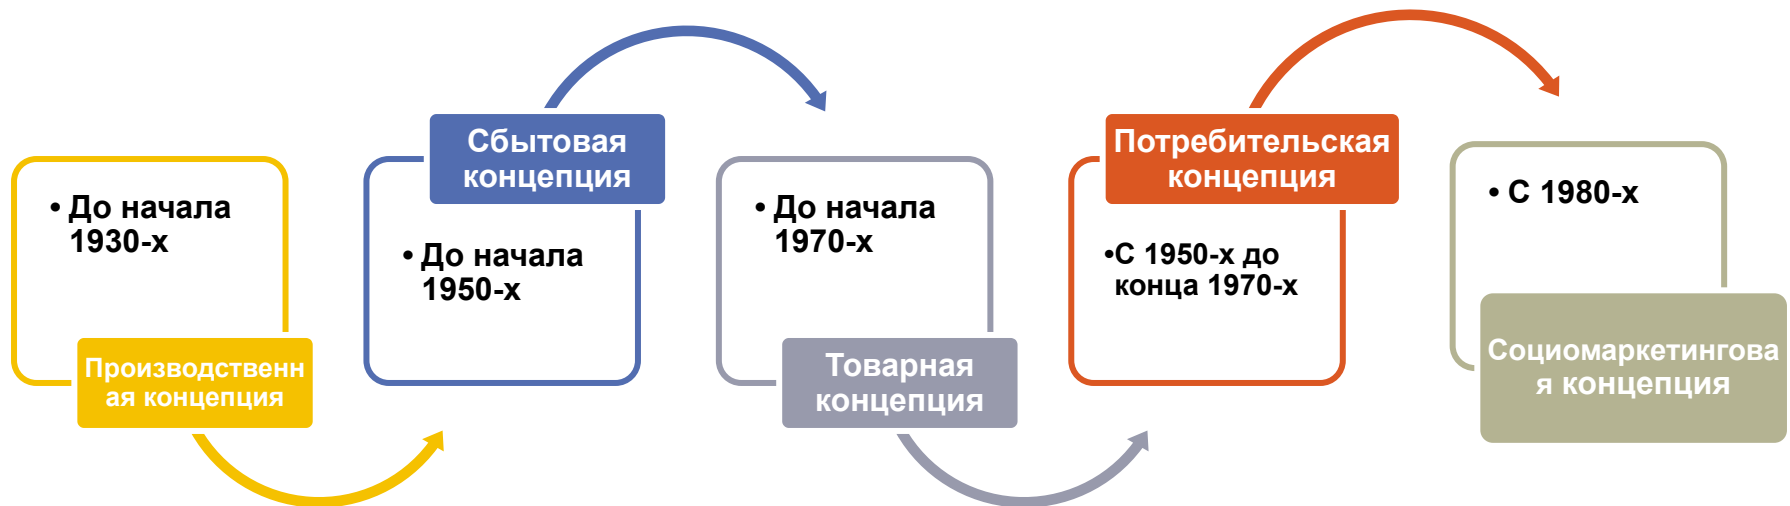 • До начала
1930-х
Производственн
ая концепция
Сбытовая
концепция
• До начала
1950-х
• До начала
1970-х
Товарная
концепция
Потребительская
концепция
•С 1950-х до
конца 1970-х
• С 1980-х
Социомаркетингова
я концепция